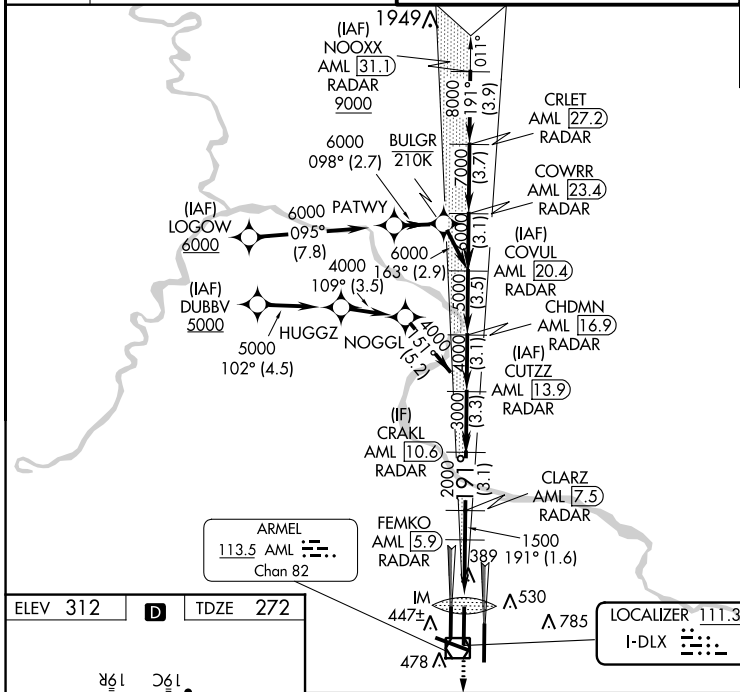 1949
(IAF)
NOOXX
AML 31.1
RADAR
9000
011°
8000
191°
(3.9)
CRLET
AML 27.2
RADAR
7000
(3.7)
6000
098° (2.7)
BULGR
210K
COWRR
AML 23.4
RADAR
(IAF)
LOGOW
6000
6000
095°
(7.8)
PATWY
6000
(3.1)
6000
163° (2.9)
(IAF)
COVUL
AML 20.4
RADAR
5000
(3.5)
(IAF)
DUBBV
5000
4000
109° (3.5)
HUGGZ
NOGGL
5000
102° (4.5)
4000
151°
(5.2)
CHDMN
AML 16.9
RADAR
4000
(3.1)
(IAF)
CUTZZ
AML 13.9
RADAR
3000
(3.3)
(IF)
CRAKL
AML 10.6
RADAR
2000
191°
(3.1)
CLARZ
AML 7.5
RADAR
FEMKO
AML 5.9
RADAR
1500
191° (1.6)
389
ARMEL
113.5 AML
Chan 82
IM
530
447±
785
478
LOCALIZER 111.3
I-DLX
ELEV 312
D
TDZE 272
19R
19C